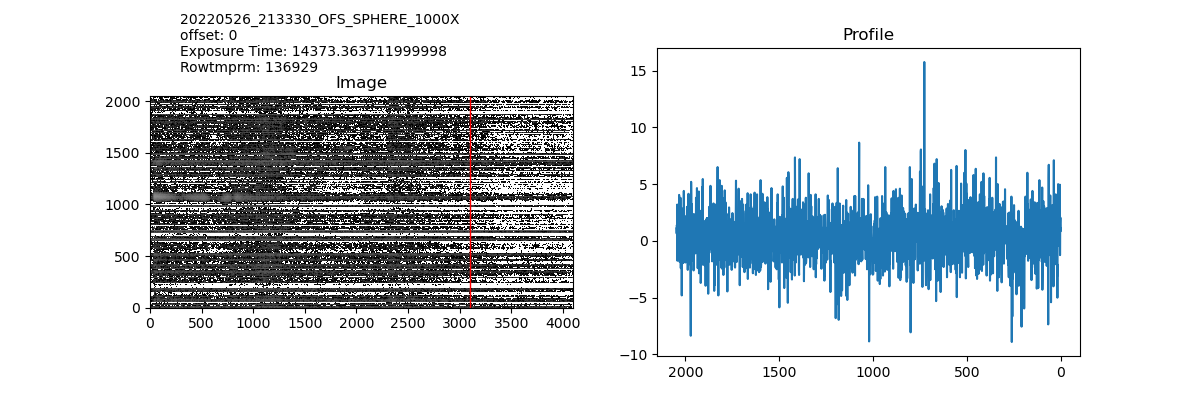 20220526_213330_OFS_SPHERE_1000X
offset: 0
Exposure Time: 14373.363711999998
Rowtmprm: 136929
Image
2000
1500
1000
500
0
0 500 1000 1500 2000 2500 3000 3500 4000
Profile
15
10
5
0
−5
−10
2000 1500 1000 500 0